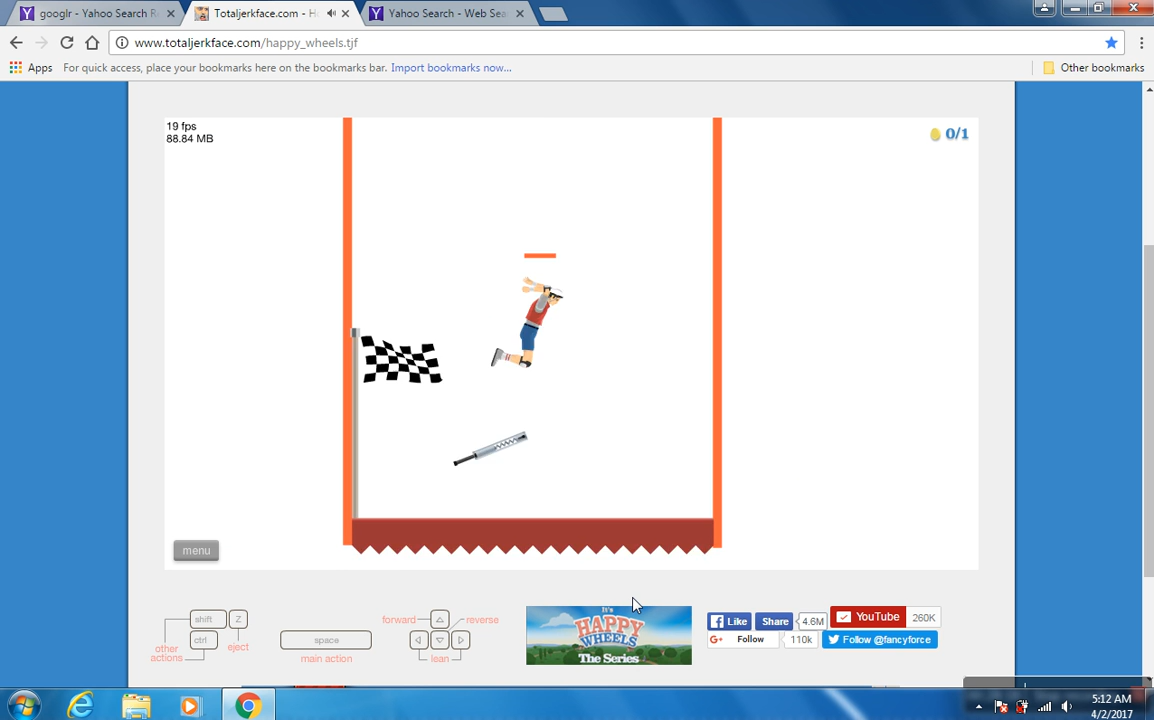 googlr - Yahoo Search R
Totaljerkface.com - H
Yahoo Search - Web Sea
www.totaljerkface.com/happy_wheels.tjf
Apps
For quick access, place your bookmarks here on the bookmarks bar. Import bookmarks now...
Other bookmarks
19 fps
88.84 MB
0/1
menu
shift
Z
ctrl
eject
other
actions
space
main action
forward
reverse
lean
It's
HAPPY
WHEELS
The Series
Like
Share
4.6M
YouTube
260K
G+ Follow
110k
Follow @fancyforce
5:12 AM
4/2/2017